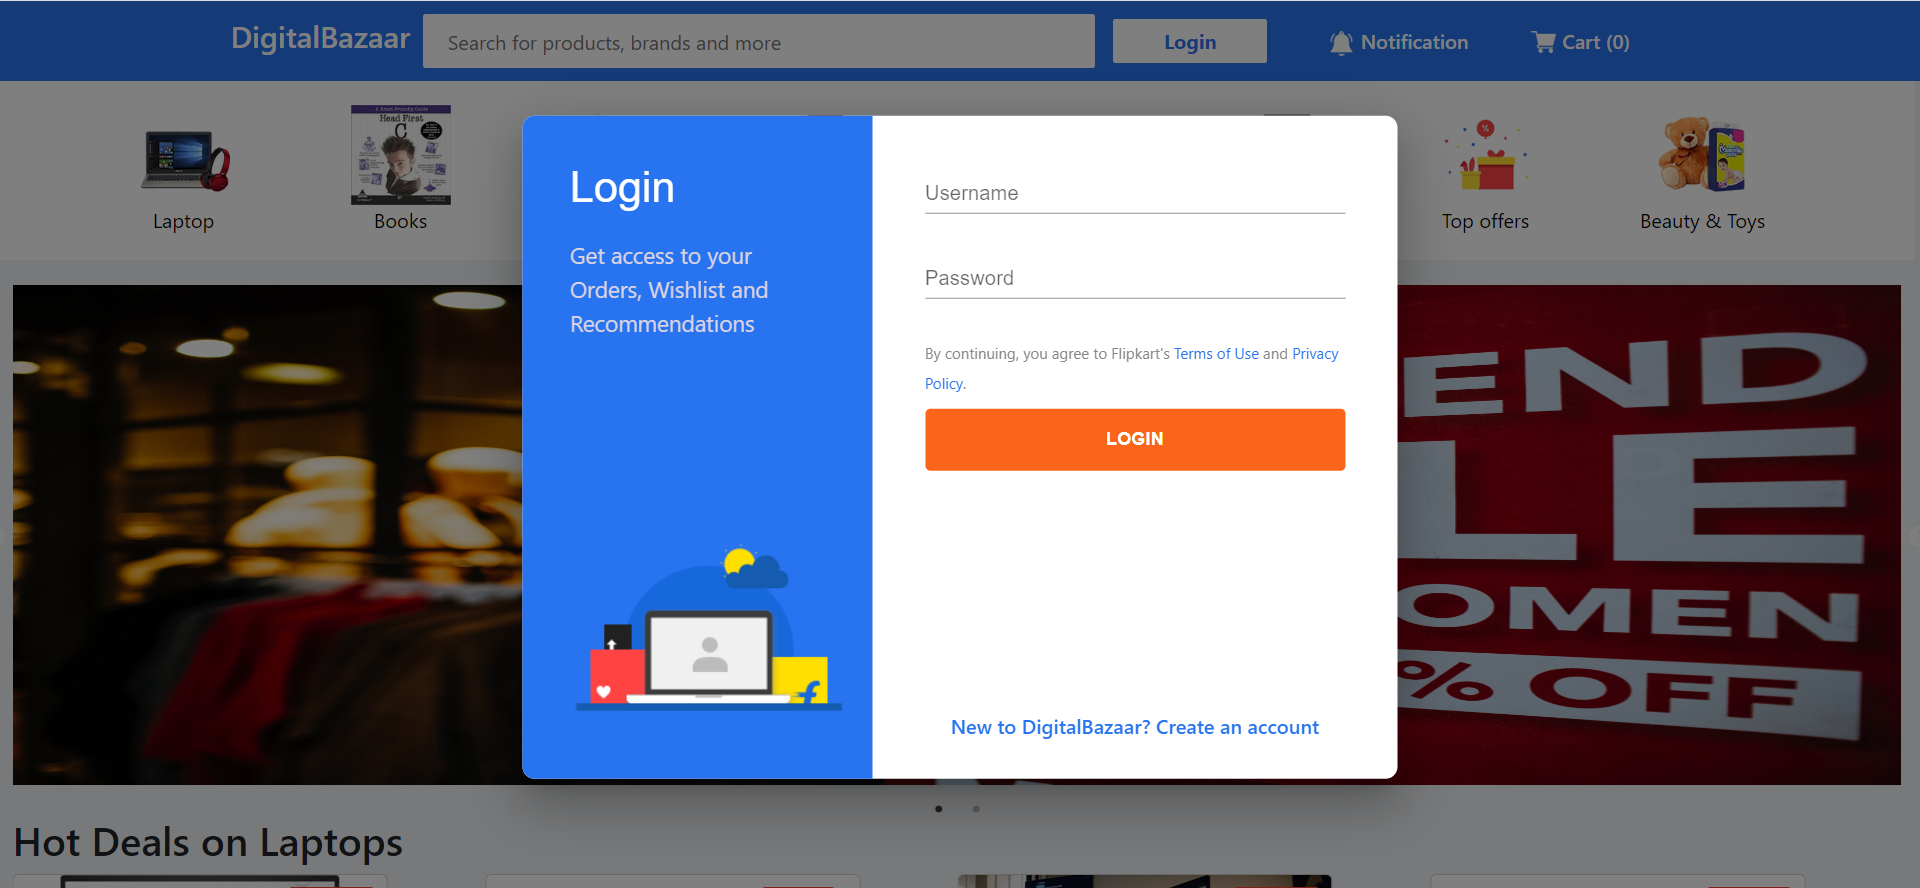 DigitalBazaar
Search for products, brands and more
Login
Notification
Cart (0)
A Brain-Friendly Guide
Head First
C
Laptop
Books
Top offers
Beauty & Toys
Login
Get access to your
Orders, Wishlist and
Recommendations
Username
Password
By continuing, you agree to Flipkart's Terms of Use and Privacy
Policy.
LOGIN
New to DigitalBazaar? Create an account
END
LE
OMEN
% OFF
Hot Deals on Laptops